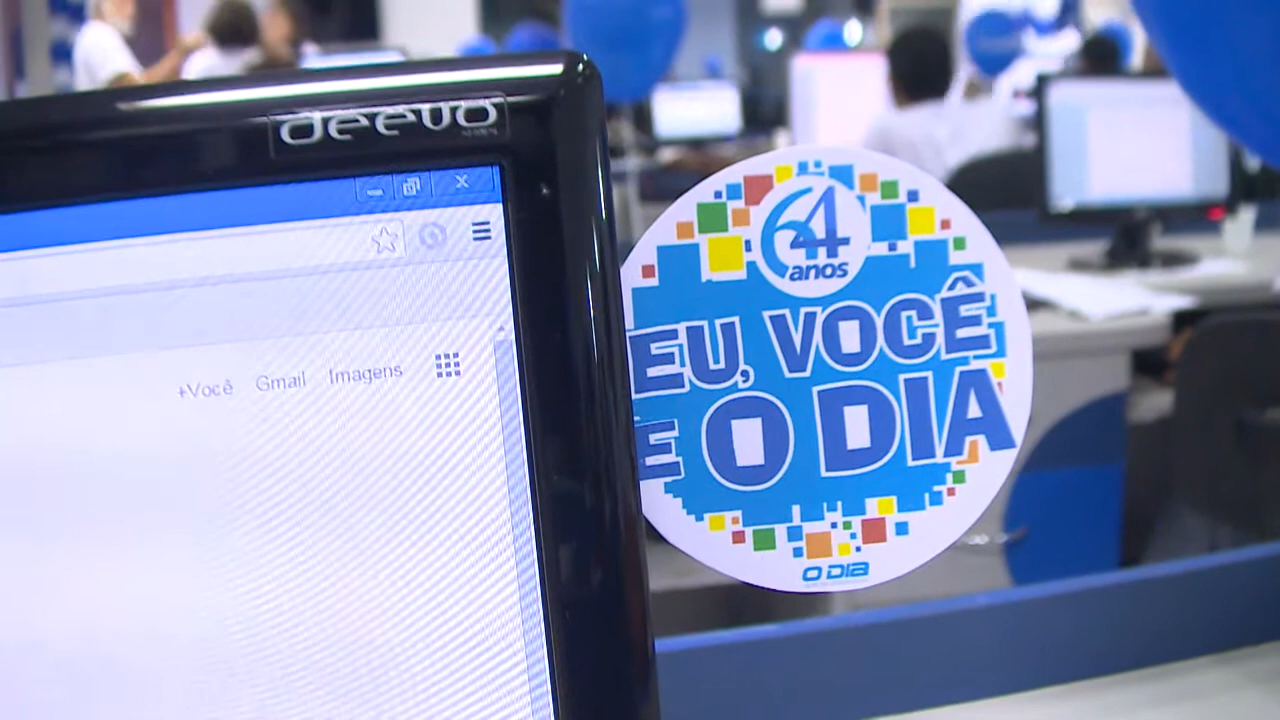 deevo
+Você Gmail Imagens
64
anos
EU, VOCÊ
E O DIA
O DIA